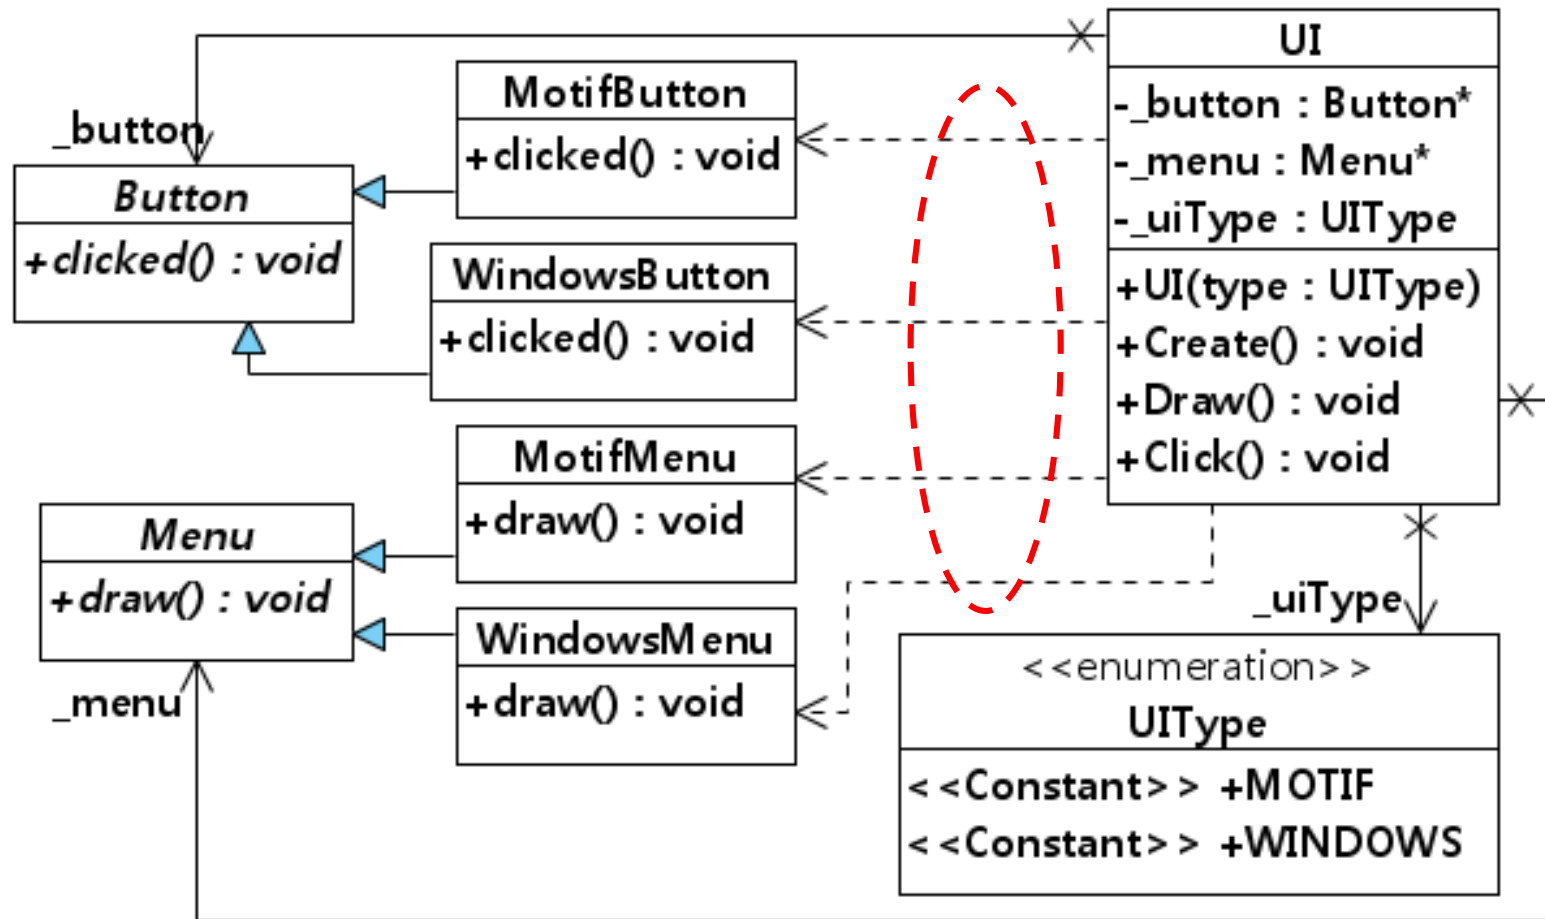 UI
-_button : Button*
-_menu : Menu*
-_uiType : UIType
+UI(type : UIType)
+Create() : void
+Draw() : void
+Click() : void
MotifButton
+clicked() : void
_button
Button
+clicked() : void
WindowsButton
+clicked() : void
MotifMenu
+draw() : void
Menu
+draw() : void
_menu
WindowsMenu
+draw() : void
_uiType
<<enumeration>>
UIType
<<Constant>> +MOTIF
<<Constant>> +WINDOWS